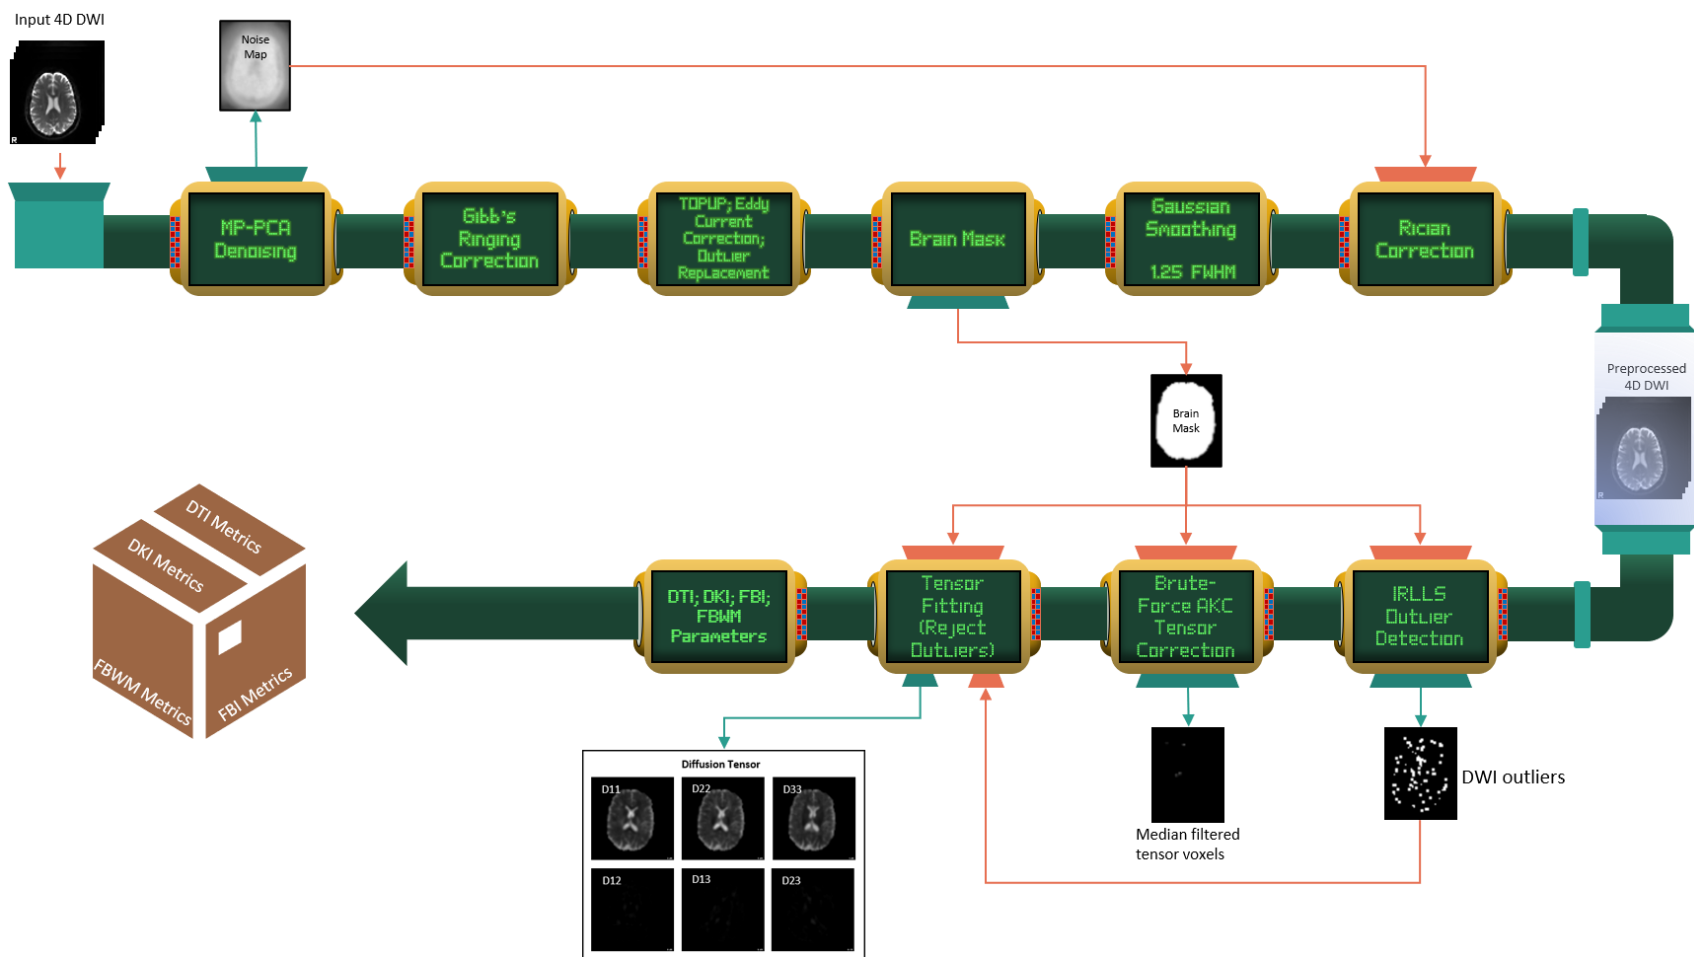 Input 4D DWI
R
Noise
Map
MP-PCA
Denoising
Gibb's
Ringing
Correction
TOPUP; Eddy
Current
Correction;
Outlier
Replacement
Brain Mask
Gaussian
Smoothing
1.25 FWHM
Rician
Correction
Preprocessed
4D DWI
R
Brain
Mask
IRLLS
Outlier
Detection
Brute-
Force AKC
Tensor
Correction
Tensor
Fitting
(Reject
Outliers)
DTI; DKI; FBI;
FBWM
Parameters
DTI Metrics
DKI Metrics
FBWM Metrics
FBI Metrics
DWI outliers
Median filtered
tensor voxels
Diffusion Tensor
D11
D22
D33
D12
D13
D23